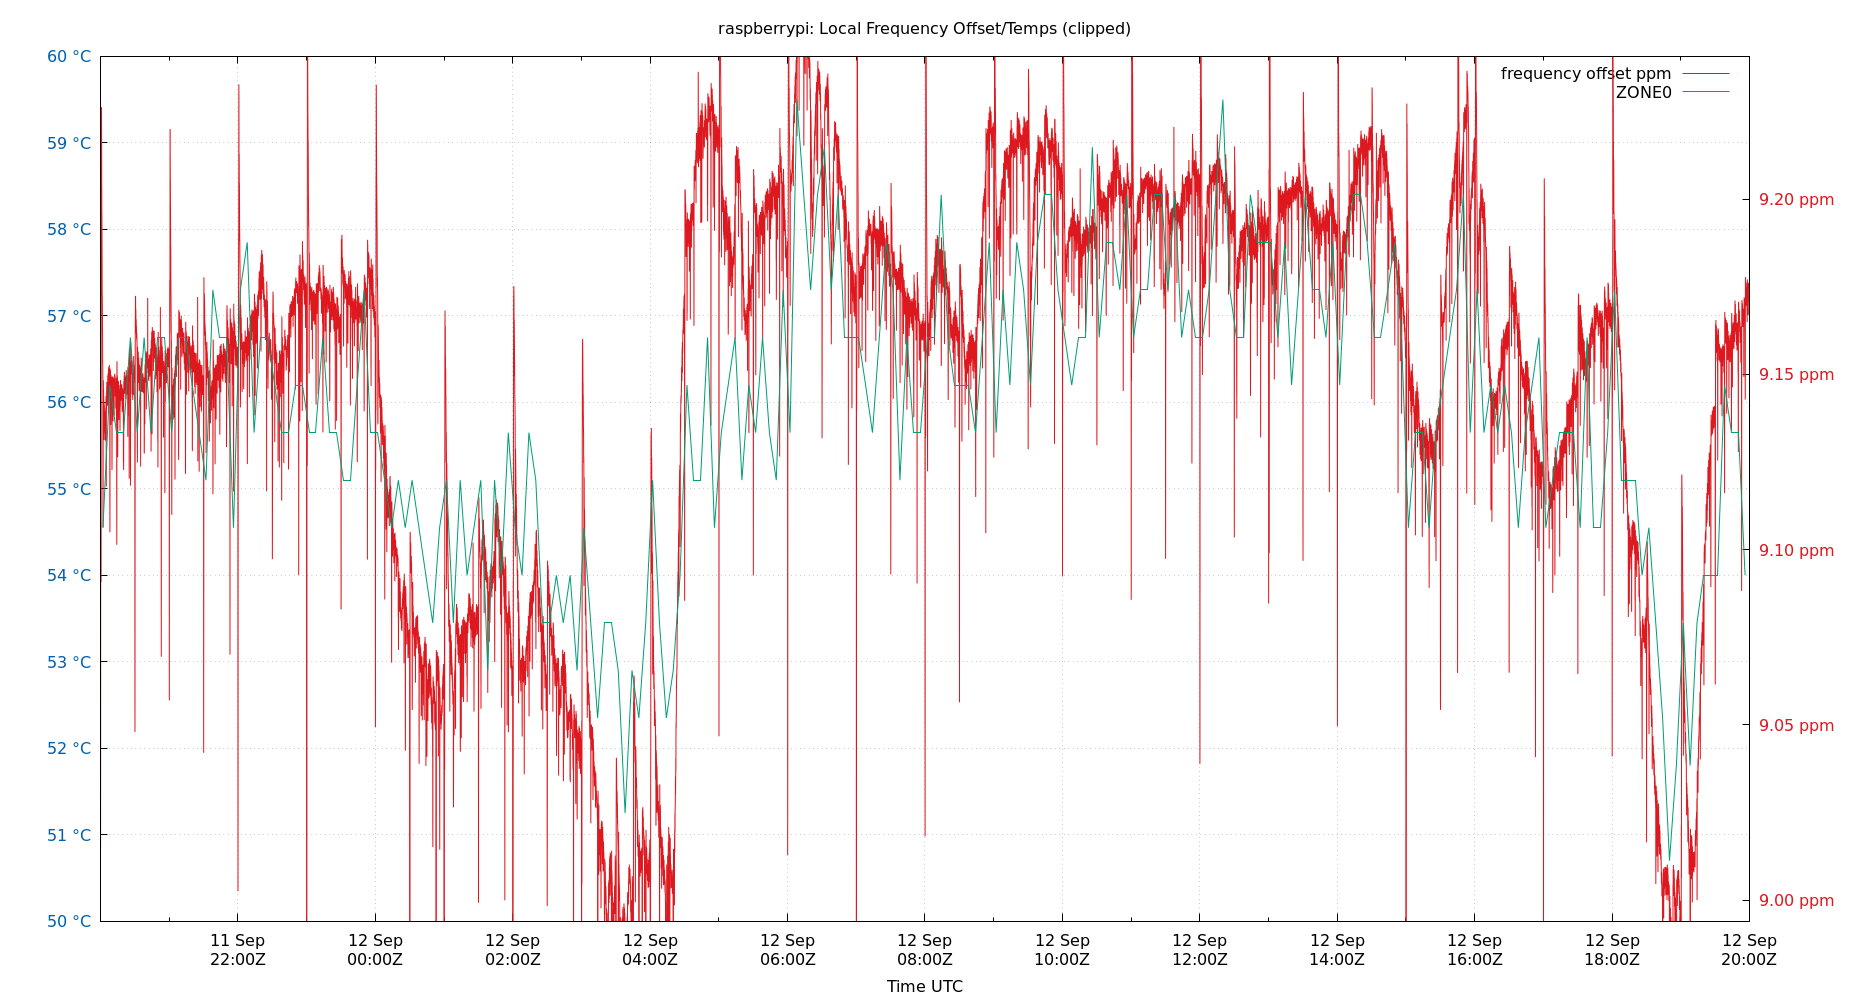 raspberrypi: Local Frequency Offset/Temps (clipped)
60 °C
59 °C
58 °C
57 °C
56 °C
55 °C
54 °C
53 °C
52 °C
51 °C
50 °C
frequency offset ppm
ZONE0
9.20 ppm
9.15 ppm
9.10 ppm
9.05 ppm
9.00 ppm
11 Sep
22:00Z
12 Sep
00:00Z
12 Sep
02:00Z
12 Sep
04:00Z
12 Sep
06:00Z
12 Sep
08:00Z
12 Sep
10:00Z
12 Sep
12:00Z
12 Sep
14:00Z
12 Sep
16:00Z
12 Sep
18:00Z
12 Sep
20:00Z
Time UTC